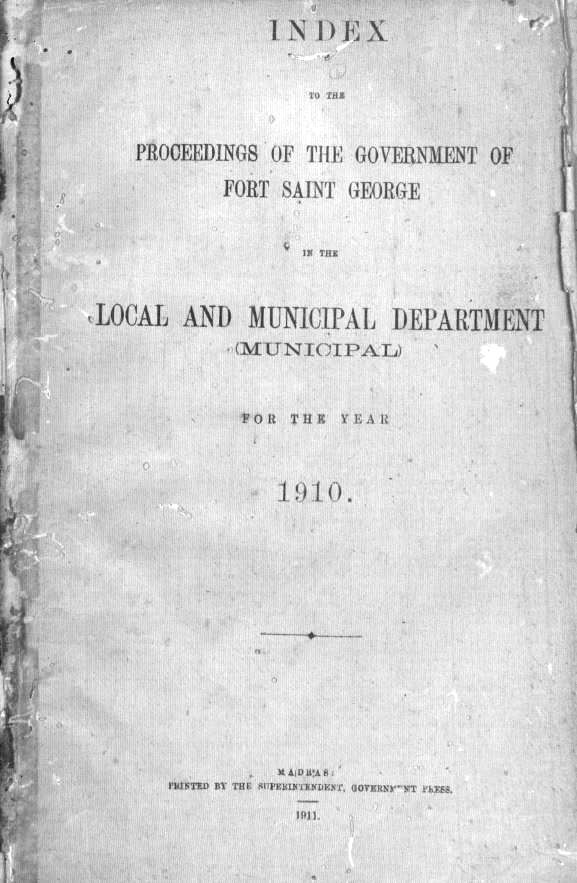 INDEX
TO THE
PROCEEDINGS OF THE GOVERNMENT OF
FORT SAINT GEORGE
IN THE
LOCAL AND MUNICIPAL DEPARTMENT
(MUNICIPAL)
FOR THE YEAR
1910.
MADRAS:
PRINTED BY THE SUPERINTENDENT, GOVERNMENT PRESS.
1911.